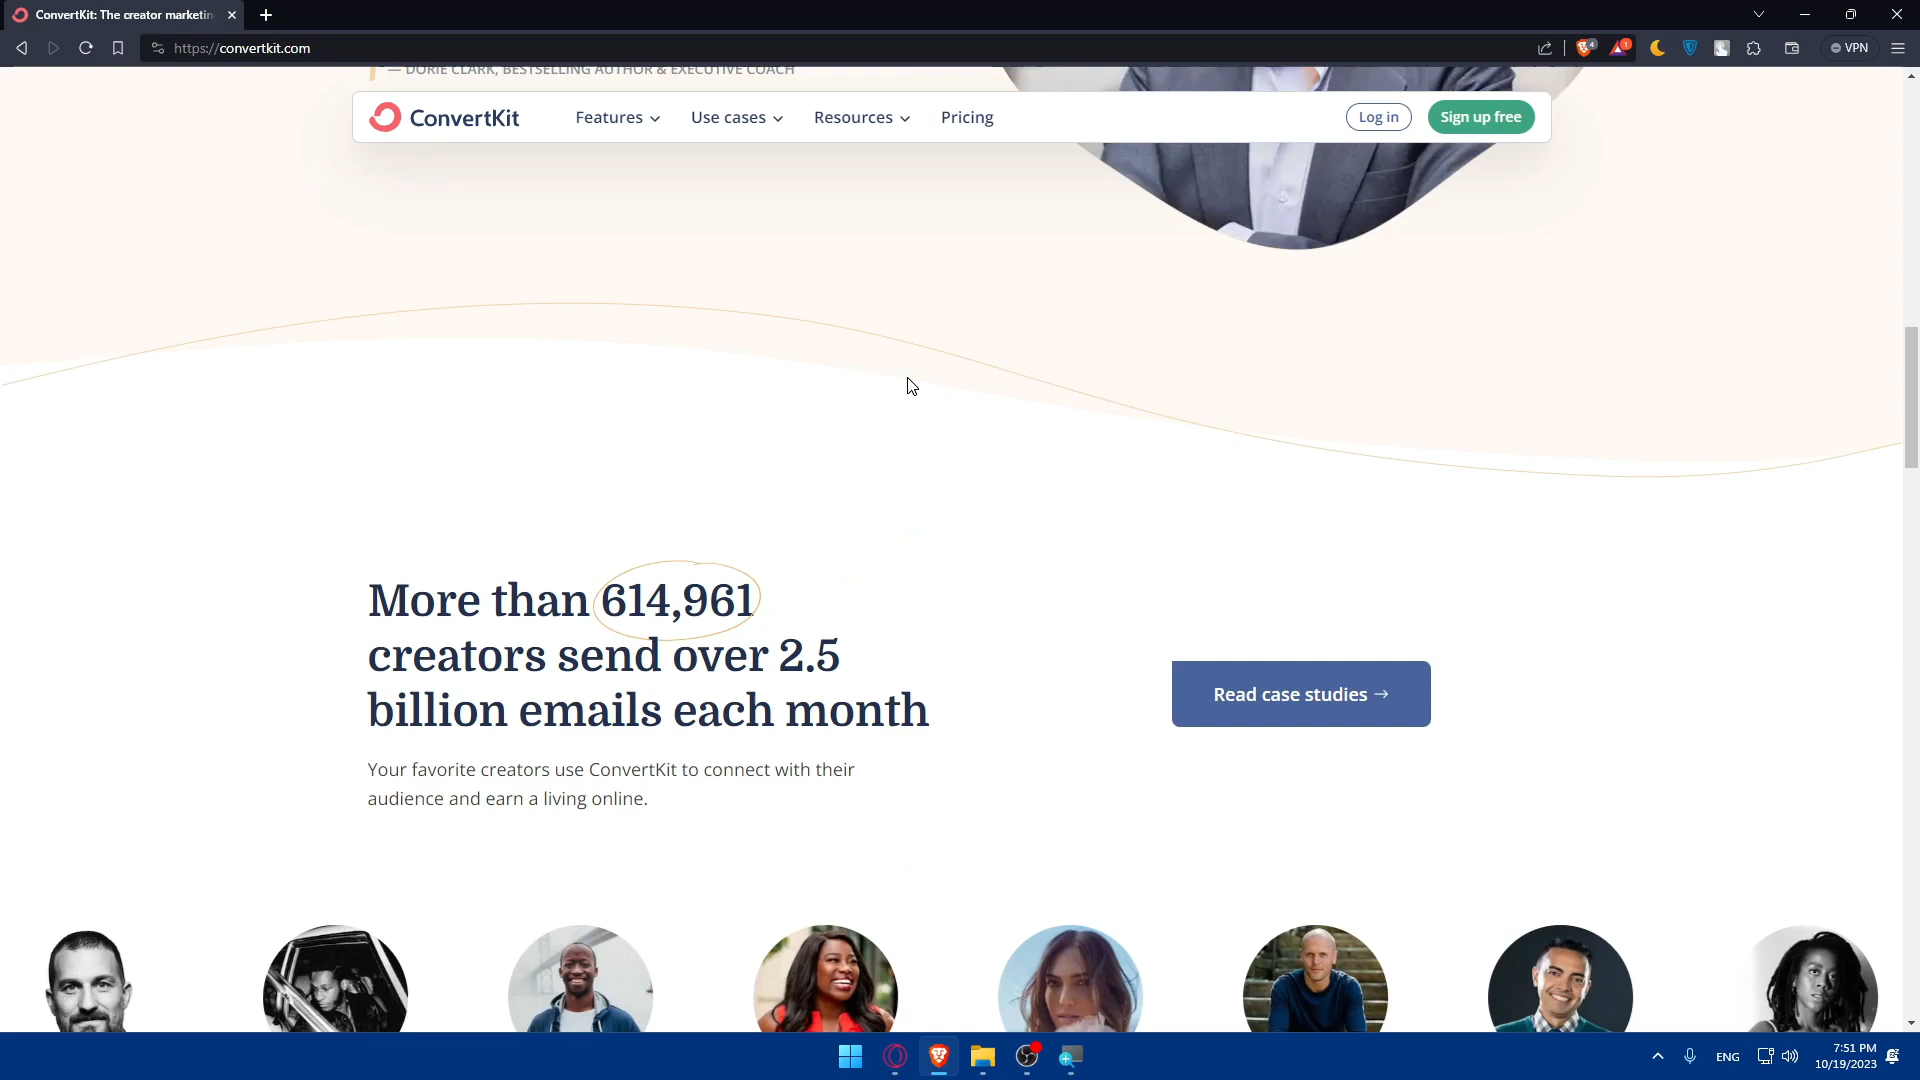 ConvertKit: The creator marketin
https://convertkit.com
VPN
— DORIE CLARK, BESTSELLING AUTHOR & EXECUTIVE COACH
ConvertKit
Features
Use cases
Resources
Pricing
Log in
Sign up free
More than 614,961
creators send over 2.5
billion emails each month
Read case studies →
Your favorite creators use ConvertKit to connect with their
audience and earn a living online.
ENG
7:51 PM
10/19/2023